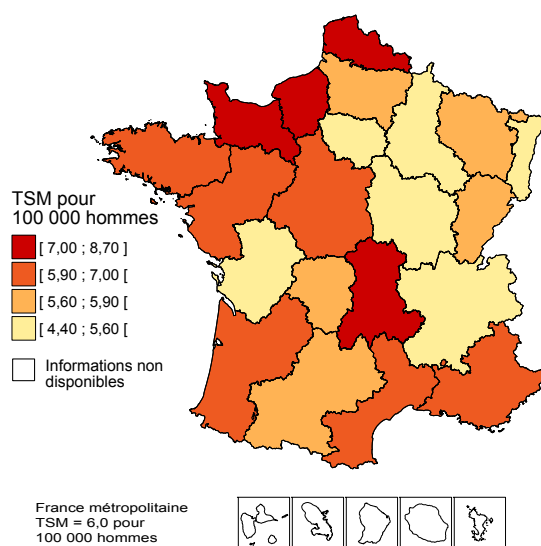 TSM pour
100 000 hommes
[ 7,00 ; 8,70 ]
[ 5,90 ; 7,00 [
[ 5,60 ; 5,90 [
[ 4,40 ; 5,60 [
Informations non
disponibles
France métropolitaine
TSM = 6,0 pour
100 000 hommes